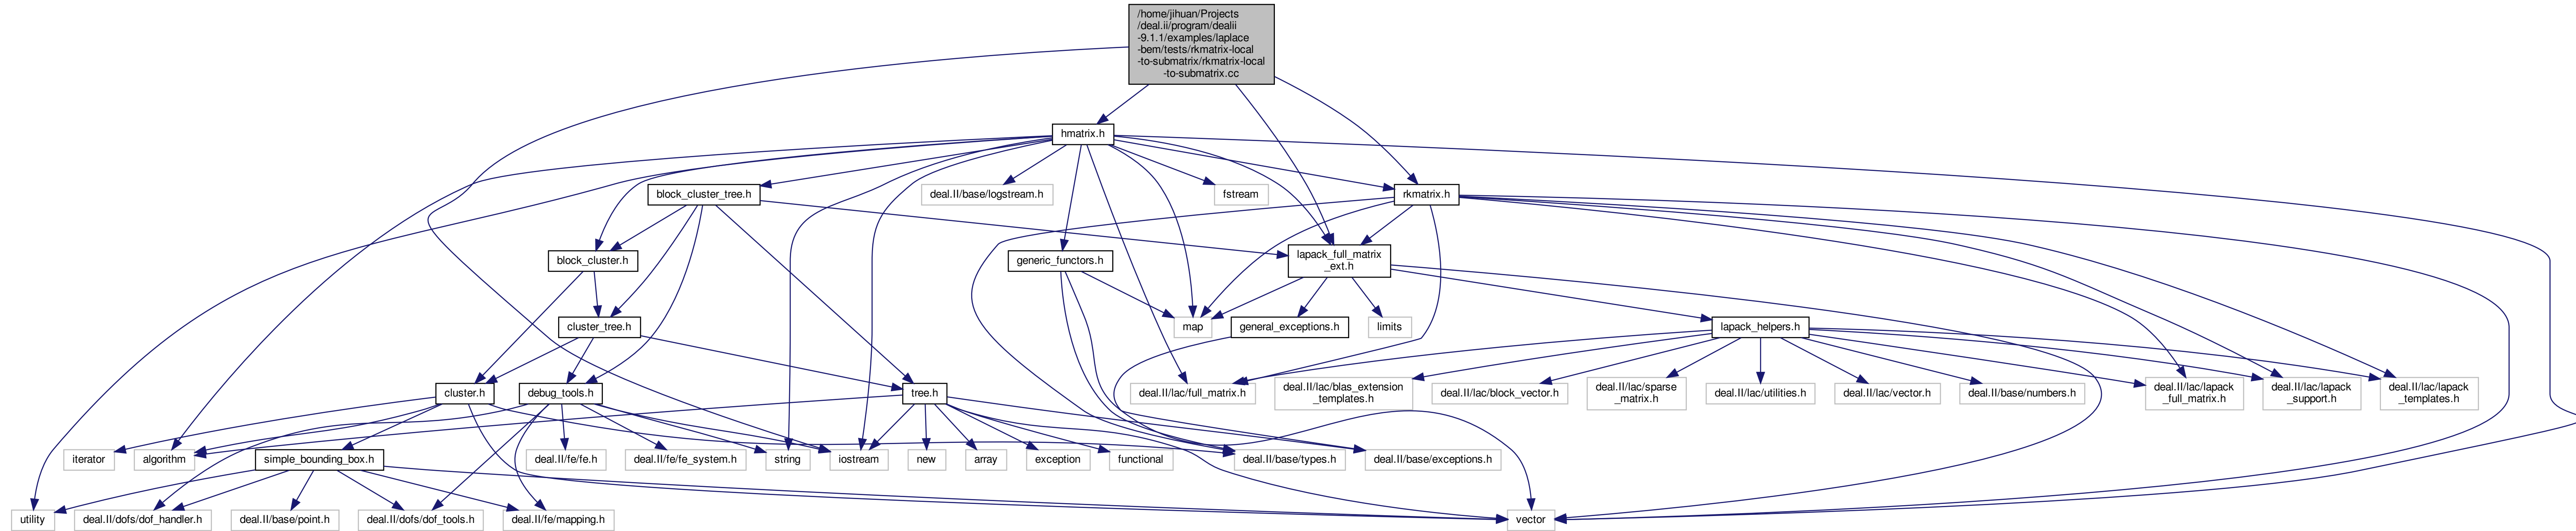 /home/jihuan/Projects
/deal.ii/program/dealii
-9.1.1/examples/laplace
-bem/tests/rkmatrix-local
-to-submatrix/rkmatrix-local
-to-submatrix.cc
hmatrix.h
block_cluster_tree.h
deal.II/base/logstream.h
fstream
rkmatrix.h
block_cluster.h
generic_functors.h
lapack_full_matrix
_ext.h
cluster_tree.h
map
general_exceptions.h
limits
lapack_helpers.h
cluster.h
debug_tools.h
tree.h
deal.II/lac/full_matrix.h
deal.II/lac/blas_extension
_templates.h
deal.II/lac/block_vector.h
deal.II/lac/sparse
_matrix.h
deal.II/lac/utilities.h
deal.II/lac/vector.h
deal.II/base/numbers.h
deal.II/lac/lapack
_full_matrix.h
deal.II/lac/lapack
_support.h
deal.II/lac/lapack
_templates.h
iterator
algorithm
simple_bounding_box.h
deal.II/fe/fe.h
deal.II/fe/fe_system.h
string
iostream
new
array
exception
functional
deal.II/base/types.h
deal.II/base/exceptions.h
utility
deal.II/dofs/dof_handler.h
deal.II/base/point.h
deal.II/dofs/dof_tools.h
deal.II/fe/mapping.h
vector